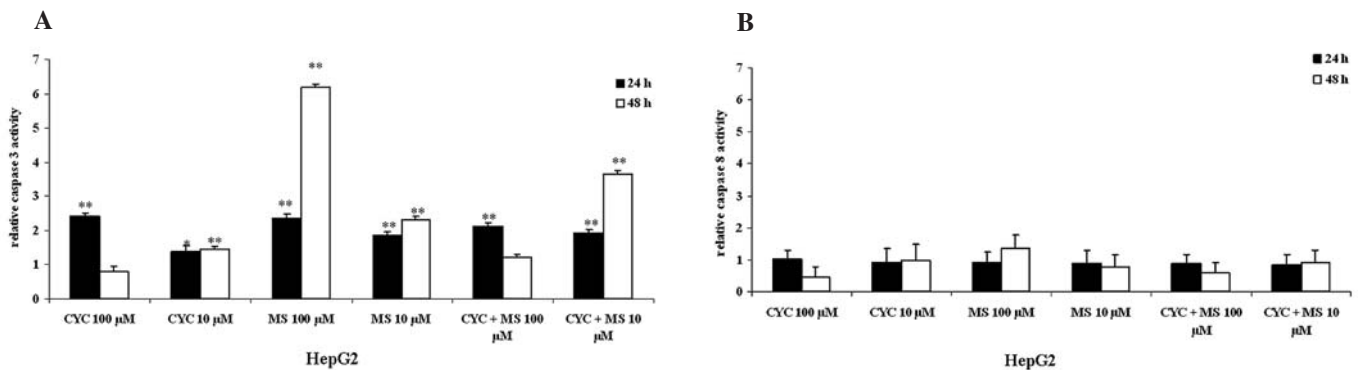 A
relative caspase 3 activity
7
6
5
4
3
2
1
0
24 h
48 h
**
*
**
**
**
**
**
**
**
**
CYC 100 μM
CYC 10 μM
MS 100 μM
MS 10 μM
CYC + MS 100
μM
CYC + MS 10
μM
HepG2
B
relative caspase 8 activity
7
6
5
4
3
2
1
0
24 h
48 h
CYC 100 μM
CYC 10 μM
MS 100 μM
MS 10 μM
CYC + MS 100
μM
CYC + MS 10
μM
HepG2